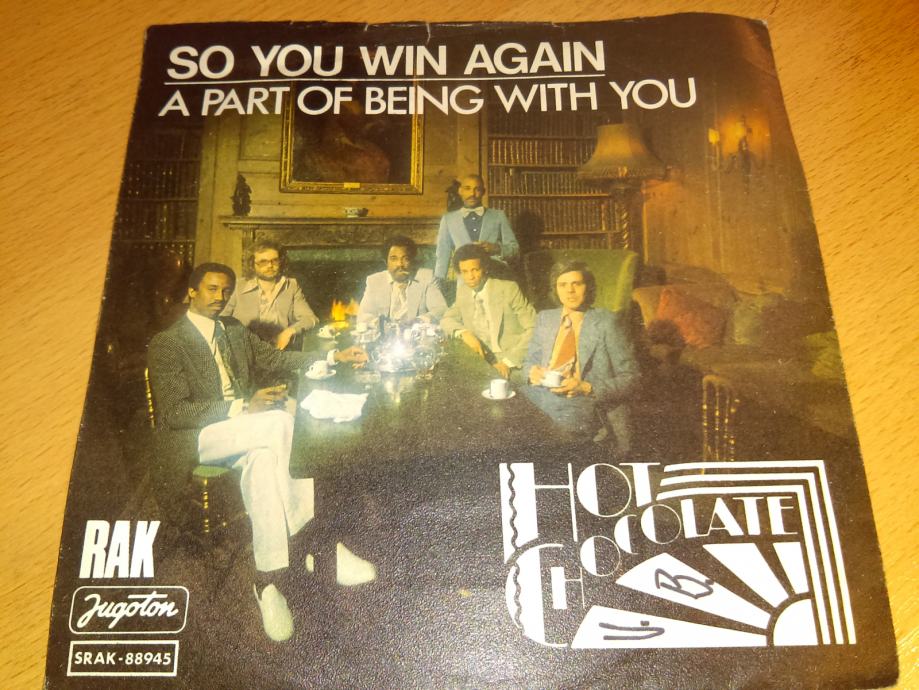 SO YOU WIN AGAIN
A PART OF BEING WITH YOU
HOT
CHOCOLATE
U. B.
RAK
Jugoton
SRAK-88945